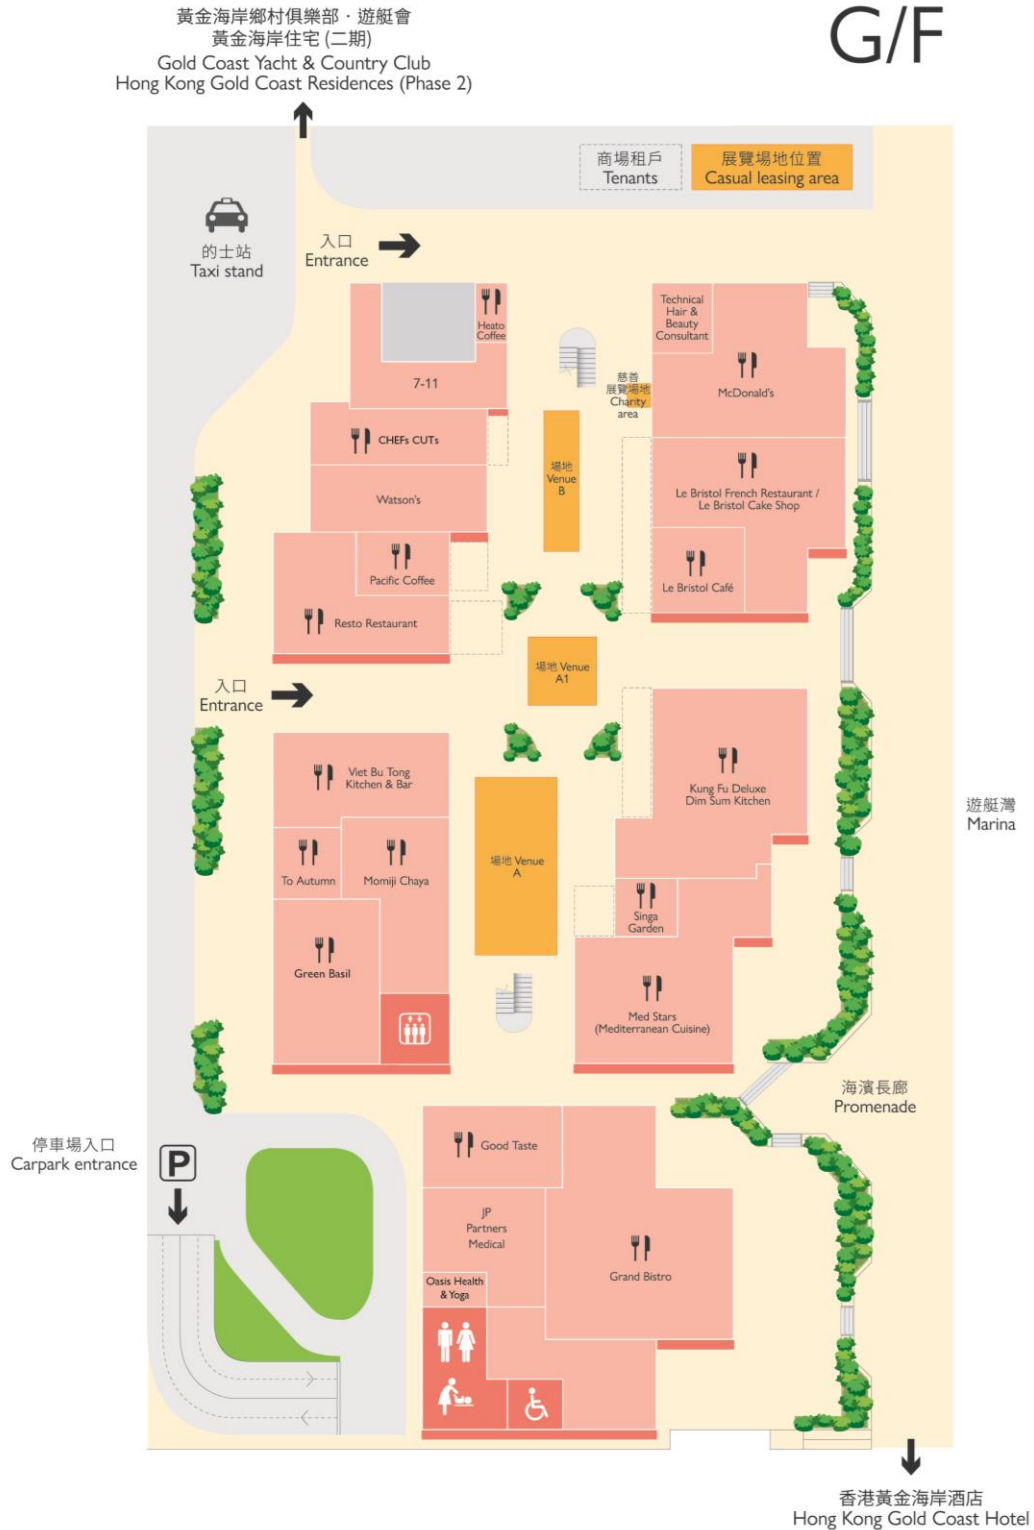 G/F
黃金海岸鄉村俱樂部．遊艇會
黃金海岸住宅 (二期)
Gold Coast Yacht & Country Club
Hong Kong Gold Coast Residences (Phase 2)
商場租戶
Tenants
展覽場地位置
Casual leasing area
的士站
Taxi stand
入口
Entrance
Heato
Coffee
7-11
CHEFs CUTs
Watson's
Pacific Coffee
Resto Restaurant
Technical
Hair &
Beauty
Consultant
McDonald's
慈善
展覽場地
Charity
area
場地
Venue
B
Le Bristol French Restaurant /
Le Bristol Cake Shop
Le Bristol Café
場地 Venue
A1
入口
Entrance
Viet Bu Tong
Kitchen & Bar
To Autumn
Momiji Chaya
Green Basil
場地 Venue
A
Kung Fu Deluxe
Dim Sum Kitchen
Singa
Garden
Med Stars
(Mediterranean Cuisine)
遊艇灣
Marina
海濱長廊
Promenade
停車場入口
Carpark entrance
P
Good Taste
JP
Partners
Medical
Oasis Health
& Yoga
Grand Bistro
香港黃金海岸酒店
Hong Kong Gold Coast Hotel